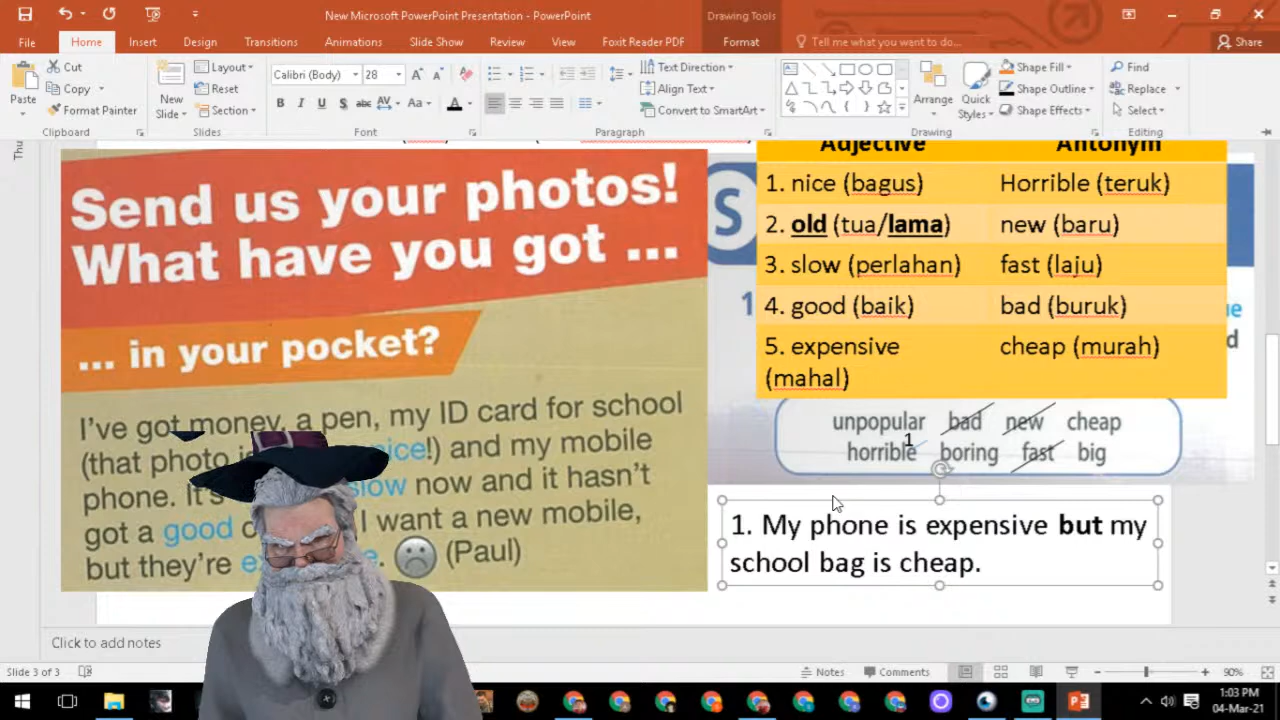 New Microsoft PowerPoint Presentation - PowerPoint
Drawing Tools
File Home Insert Design Transitions Animations Slide Show Review View Foxit Reader PDF Format Tell me what you want to do... Share
Paste
Cut
Copy
Format Painter
Clipboard
New Slide
Layout
Reset
Section
Slides
Calibri (Body) 28
B I U S abc AV Aa A
Font
Text Direction
Align Text
Convert to SmartArt
Paragraph
Arrange
Quick Styles
Shape Fill
Shape Outline
Shape Effects
Drawing
Find
Replace
Select
Editing
Thu
Send us your photos!
What have you got ...
... in your pocket?
I've got money, a pen, my ID card for school
(that photo nice!) and my mobile
phone. It's slow now and it hasn't
got a good I want a new mobile,
but they're (Paul)
S
1
Adjective Antonym
1. nice (bagus) Horrible (teruk)
2. old (tua/lama) new (baru)
3. slow (perlahan) fast (laju)
4. good (baik) bad (buruk)
5. expensive cheap (murah)
(mahal)
unpopular bad new cheap
1
horrible boring fast big
1. My phone is expensive but my
school bag is cheap.
Click to add notes
Slide 3 of 3
Notes Comments
90%
1:03 PM
04-Mar-21